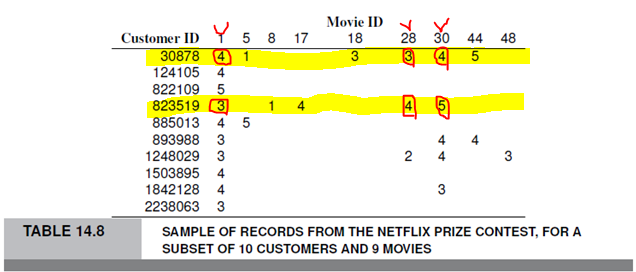 Movie ID
Customer ID 1 5 8 17 18 28 30 44 48
30878 4 1 3 3 4 5
124105 4
822109 5
823519 3 1 4 4 5
885013 4 5
893988 3 4 4
1248029 3 2 4 3
1503895 4
1842128 4 3
2238063 3
TABLE 14.8 SAMPLE OF RECORDS FROM THE NETFLIX PRIZE CONTEST, FOR A
SUBSET OF 10 CUSTOMERS AND 9 MOVIES